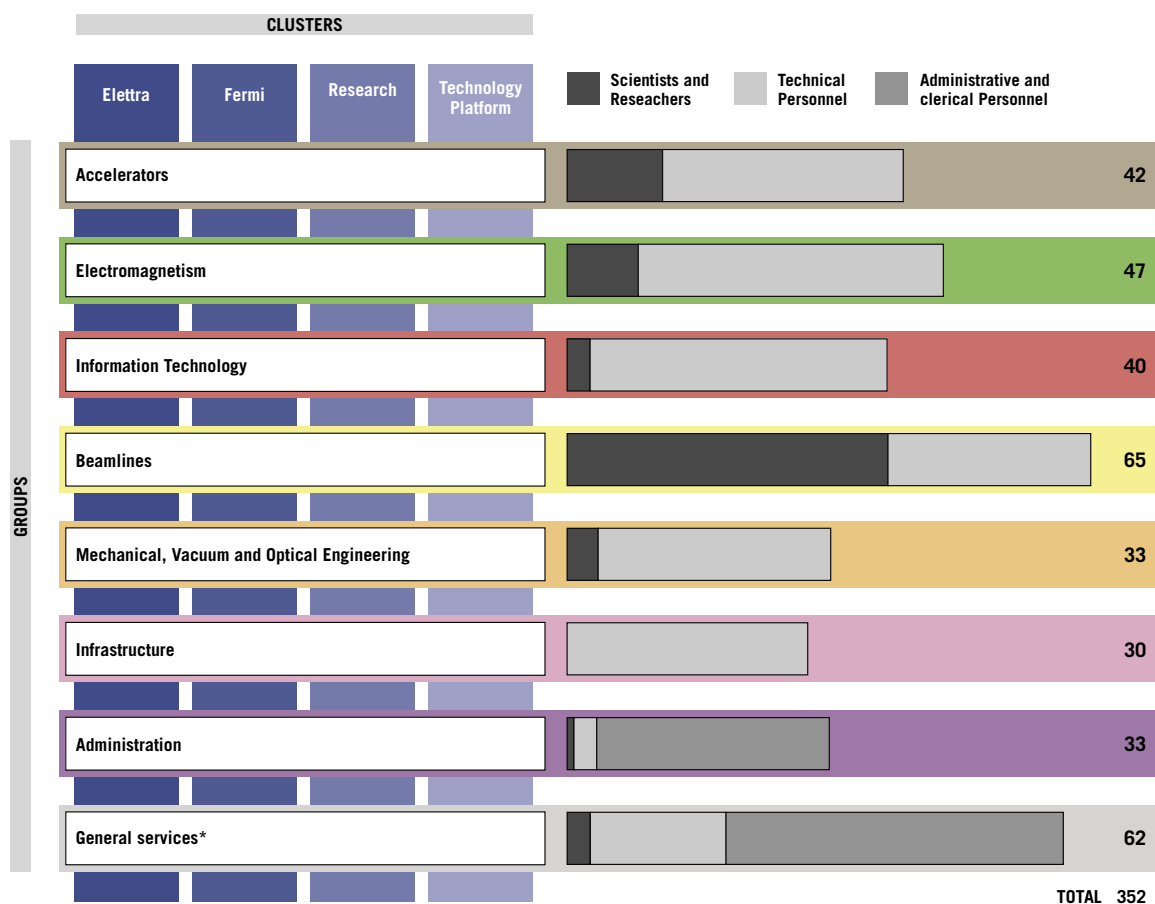 CLUSTERS
Elettra
Fermi
Research
Technology
Platform
Scientists and
Reseachers
Technical
Personnel
Administrative and
clerical Personnel
GROUPS
Accelerators
42
Electromagnetism
47
Information Technology
40
Beamlines
65
Mechanical, Vacuum and Optical Engineering
33
Infrastructure
30
Administration
33
General services*
62
TOTAL 352